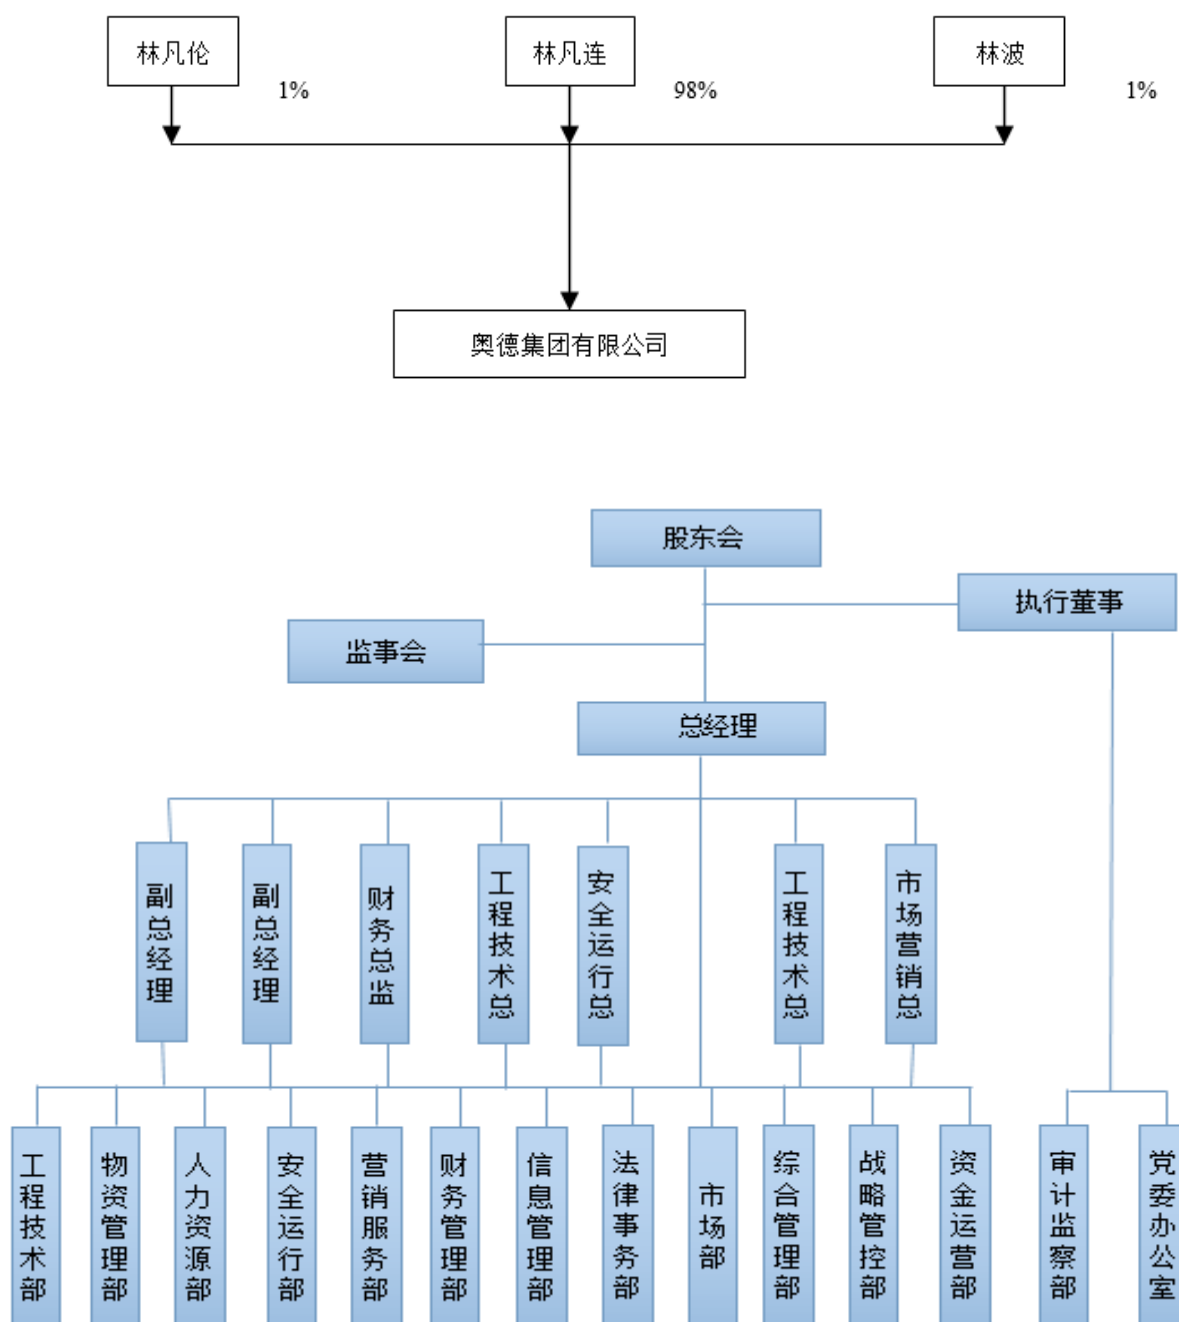 林凡伦
林凡连
林波
1%
98%
1%
奥德集团有限公司
股东会
执行董事
监事会
总经理
副总经理
副总经理
财务总监
工程技术总
安全运行总
工程技术总
市场营销总
工程技术部
物资管理部
人力资源部
安全运行部
营销服务部
财务管理部
信息管理部
法律事务部
市场部
综合管理部
战略管控部
资金运营部
审计监察部
党委办公室